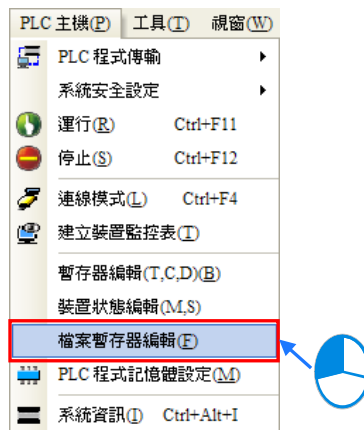 PLC 主機(P) 工具(T) 視窗(W)
PLC 程式傳輸
系統安全設定
運行(R) Ctrl+F11
停止(S) Ctrl+F12
連線模式(L) Ctrl+F4
建立裝置監控表(T)
暫存器編輯(T,C,D)(B)
裝置狀態編輯(M,S)
檔案暫存器編輯(F)
PLC 程式記憶體設定(M)
系統資訊(I) Ctrl+Alt+I